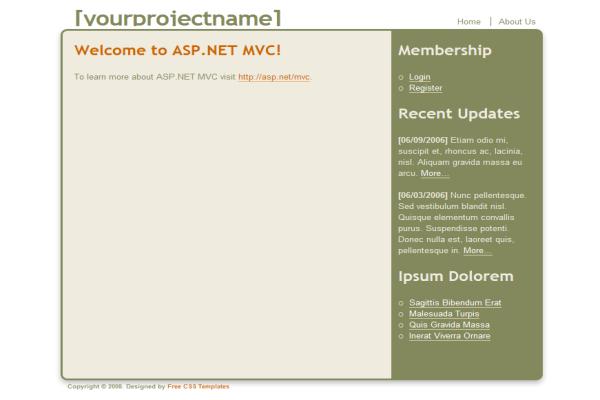 [yourprojectname]
Home | About Us
Welcome to ASP.NET MVC!
To learn more about ASP.NET MVC visit http://asp.net/mvc.
Membership
Login
Register
Recent Updates
[06/09/2006] Etiam odio mi,
suscipit et, rhoncus ac, lacinia,
nisl. Aliquam gravida massa eu
arcu. More...
[06/03/2006] Nunc pellentesque.
Sed vestibulum blandit nisl.
Quisque elementum convallis
purus. Suspendisse potenti.
Donec nulla est, laoreet quis,
pellentesque in. More...
Ipsum Dolorem
Sagittis Bibendum Erat
Malesuada Turpis
Quis Gravida Massa
Inerat Viverra Ornare
Copyright © 2006. Designed by Free CSS Templates